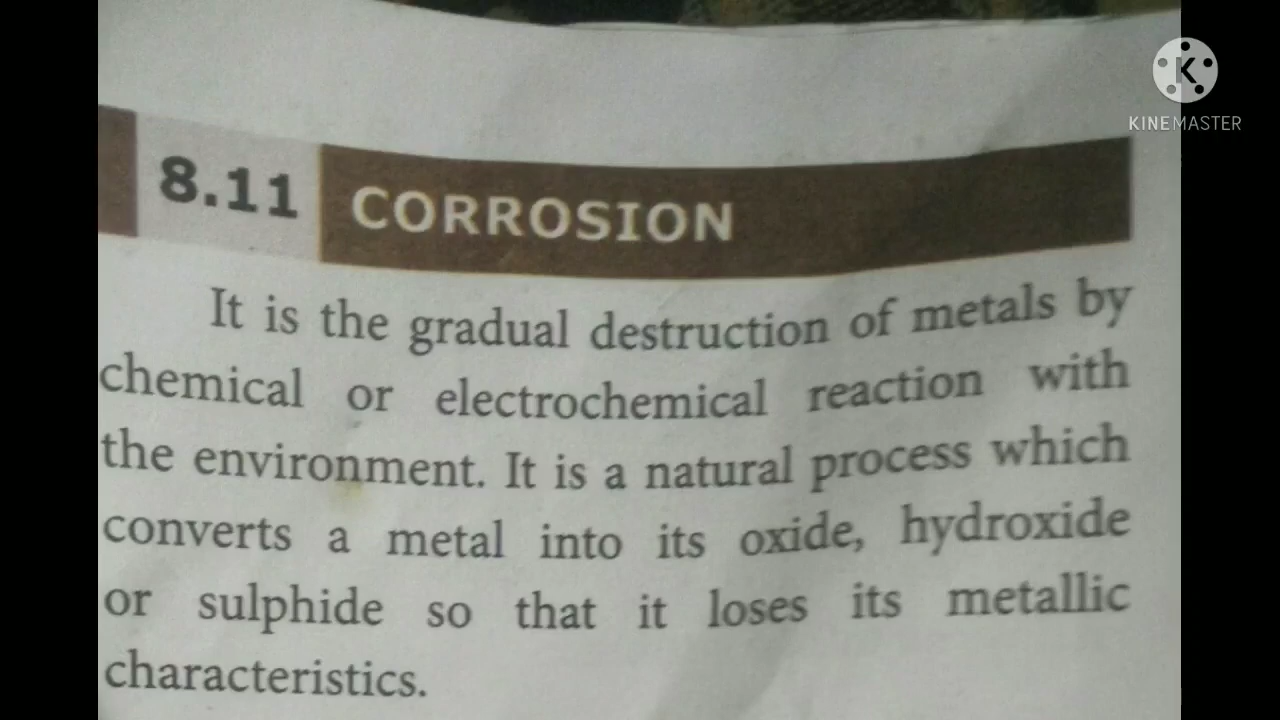 KINEMASTER
8.11 CORROSION
It is the gradual destruction of metals by
chemical or electrochemical reaction with
the environment. It is a natural process which
converts a metal into its oxide, hydroxide
or sulphide so that it loses its metallic
characteristics.